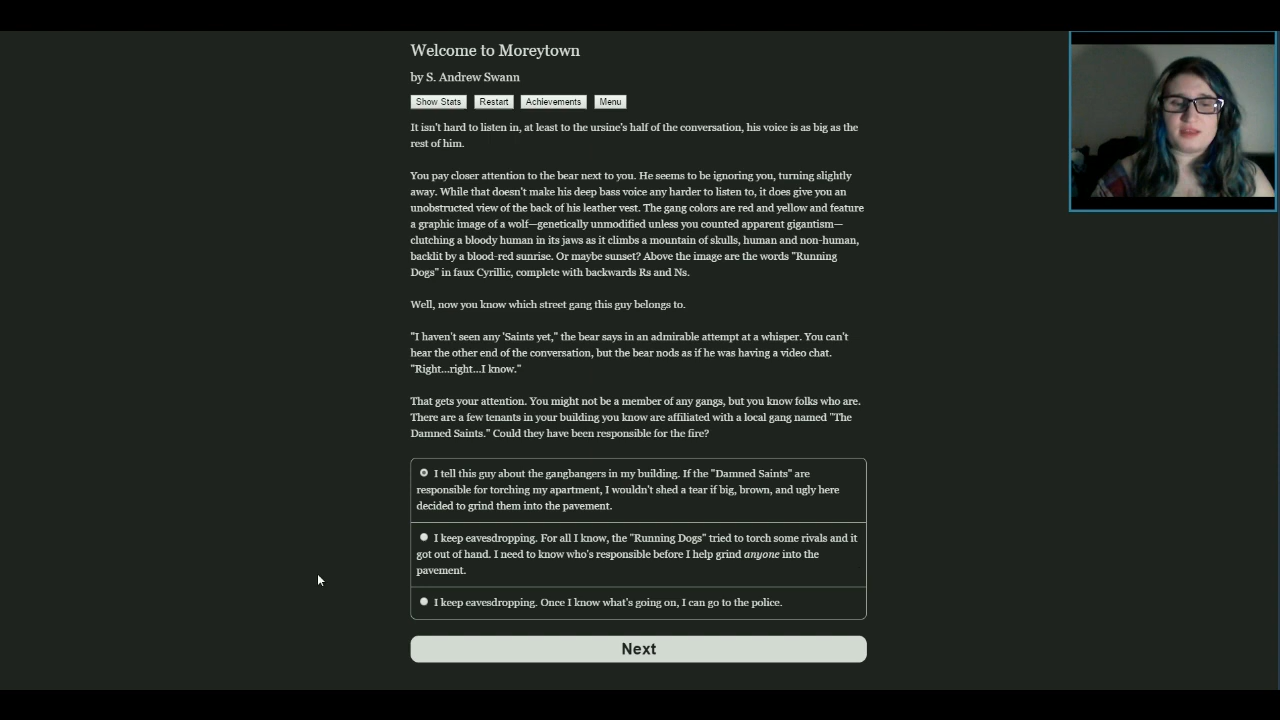 Welcome to Moreytown
by S. Andrew Swann
Show Stats Restart Achievements Menu
It isn't hard to listen in, at least to the ursine's half of the conversation, his voice is as big as the
rest of him.
You pay closer attention to the bear next to you. He seems to be ignoring you, turning slightly
away. While that doesn't make his deep bass voice any harder to listen to, it does give you an
unobstructed view of the back of his leather vest. The gang colors are red and yellow and feature
a graphic image of a wolf—genetically unmodified unless you counted apparent gigantism—
clutching a bloody human in its jaws as it climbs a mountain of skulls, human and non-human,
backlit by a blood-red sunrise. Or maybe sunset? Above the image are the words "Running
Dogs" in faux Cyrillic, complete with backwards Rs and Ns.
Well, now you know which street gang this guy belongs to.
"I haven't seen any 'Saints yet," the bear says in an admirable attempt at a whisper. You can't
hear the other end of the conversation, but the bear nods as if he was having a video chat.
"Right...right...I know."
That gets your attention. You might not be a member of any gangs, but you know folks who are.
There are a few tenants in your building you know are affiliated with a local gang named "The
Damned Saints." Could they have been responsible for the fire?
I tell this guy about the gangbangers in my building. If the "Damned Saints" are
responsible for torching my apartment, I wouldn't shed a tear if big, brown, and ugly here
decided to grind them into the pavement.
I keep eavesdropping. For all I know, the "Running Dogs" tried to torch some rivals and it
got out of hand. I need to know who's responsible before I help grind anyone into the
pavement.
I keep eavesdropping. Once I know what's going on, I can go to the police.
Next